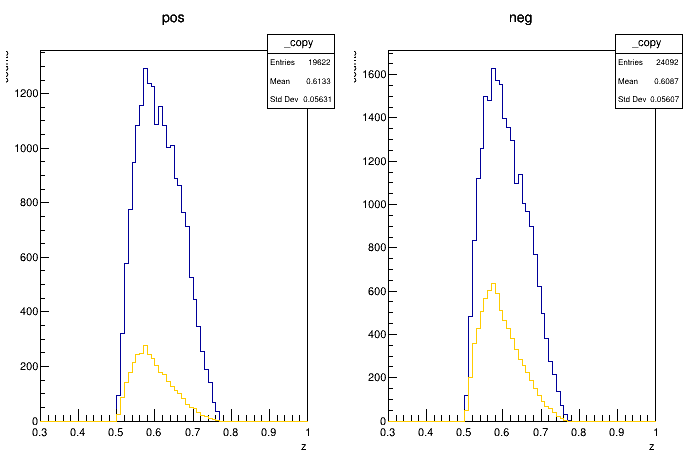 pos
neg
_copy
Entries 19622
Mean 0.6133
Std Dev 0.05631
_copy
Entries 24092
Mean 0.6087
Std Dev 0.05607
1200
1000
800
600
400
200
0
0.3 0.4 0.5 0.6 0.7 0.8 0.9 1
z
1600
1400
1200
1000
800
600
400
200
0
0.3 0.4 0.5 0.6 0.7 0.8 0.9 1
z